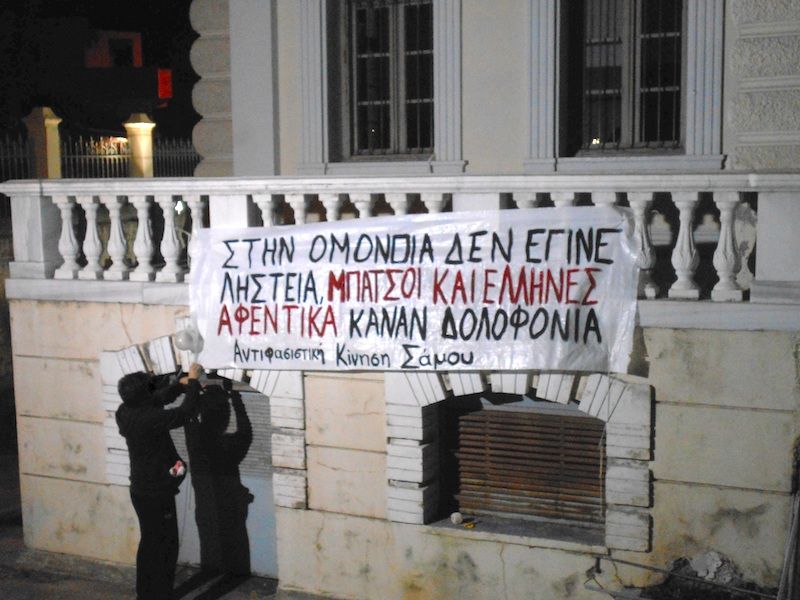 ΣΤΗΝ ΟΜΟΝΟΙΑ ΔΕΝ ΕΓΙΝΕ
ΛΗΣΤΕΙΑ, ΜΠΑΤΣΟΙ ΚΑΙ ΕΛΛΗΝΕΣ
ΑΦΕΝΤΙΚΑ ΚΑΝΑΝ ΔΟΛΟΦΟΝΙΑ
Αντιφασιστική Κίνηση Σάμου